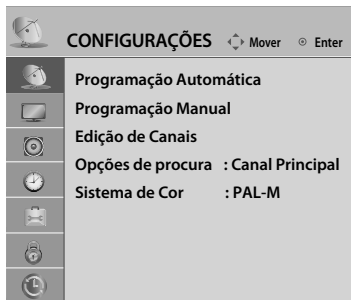 CONFIGURAÇÕES Mover Enter
Programação Automática
Programação Manual
Edição de Canais
Opções de procura : Canal Principal
Sistema de Cor : PAL-M